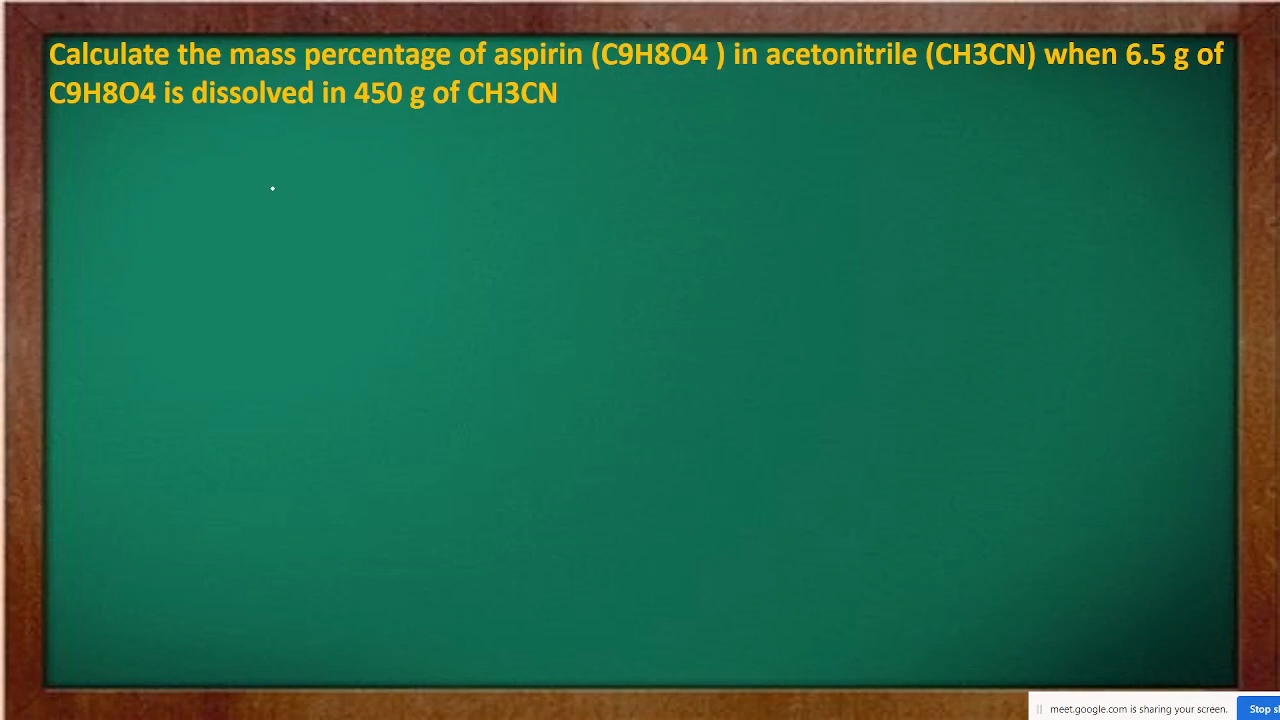 Calculate the mass percentage of aspirin (C9H8O4 ) in acetonitrile (CH3CN) when 6.5 g of
C9H8O4 is dissolved in 450 g of CH3CN
meet.google.com is sharing your screen.
Stop